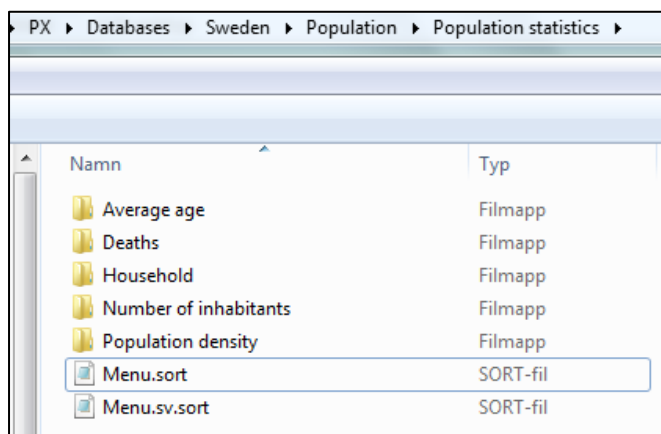 PX Databases Sweden Population Population statistics
Namn Typ
Average age Filmapp
Deaths Filmapp
Household Filmapp
Number of inhabitants Filmapp
Population density Filmapp
Menu.sort SORT-fil
Menu.sv.sort SORT-fil